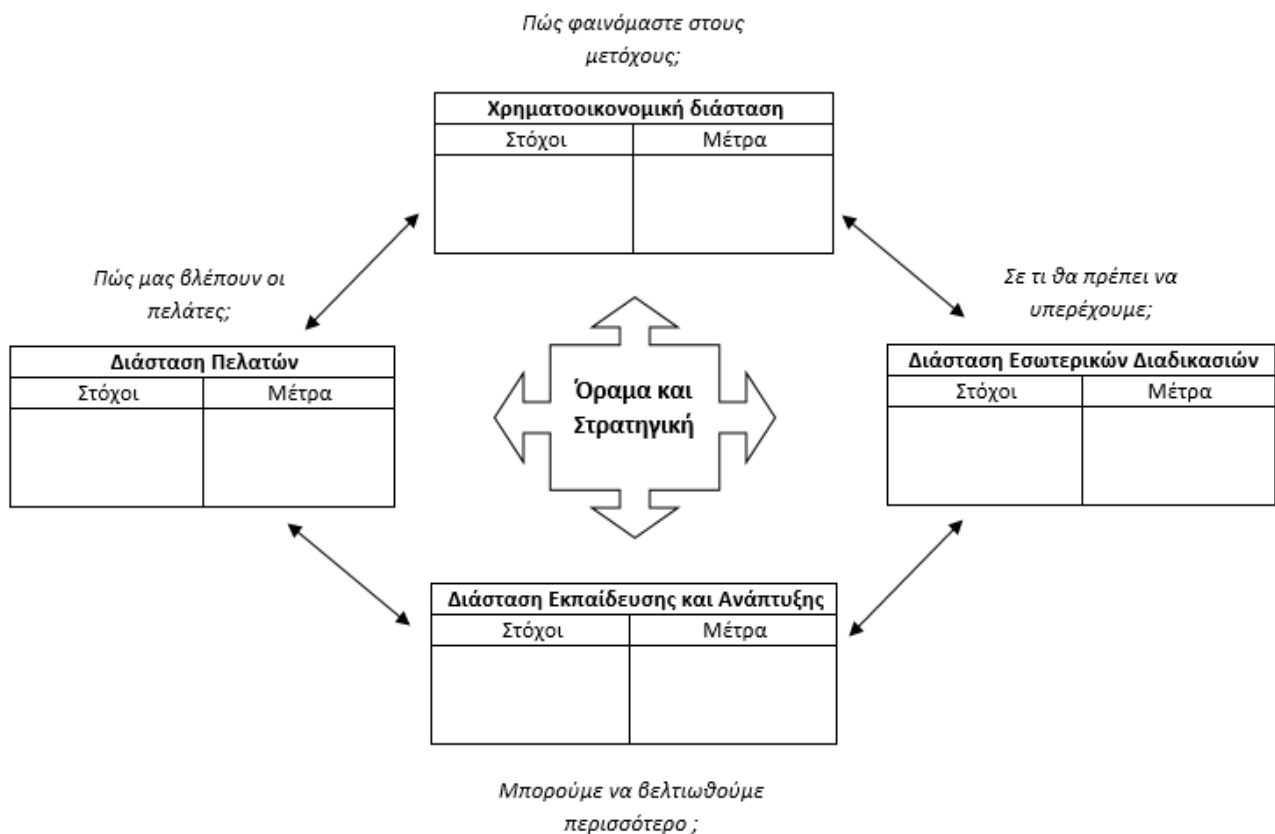 Πώς φαινόμαστε στους
μετόχους;
Χρηματοοικονομική διάσταση
Στόχοι Μέτρα
Πώς μας βλέπουν οι
πελάτες;
Σε τι θα πρέπει να
υπερέχουμε;
Διάσταση Πελατών
Στόχοι Μέτρα
Όραμα και
Στρατηγική
Διάσταση Εσωτερικών Διαδικασιών
Στόχοι Μέτρα
Διάσταση Εκπαίδευσης και Ανάπτυξης
Στόχοι Μέτρα
Μπορούμε να βελτιωθούμε
περισσότερο ;